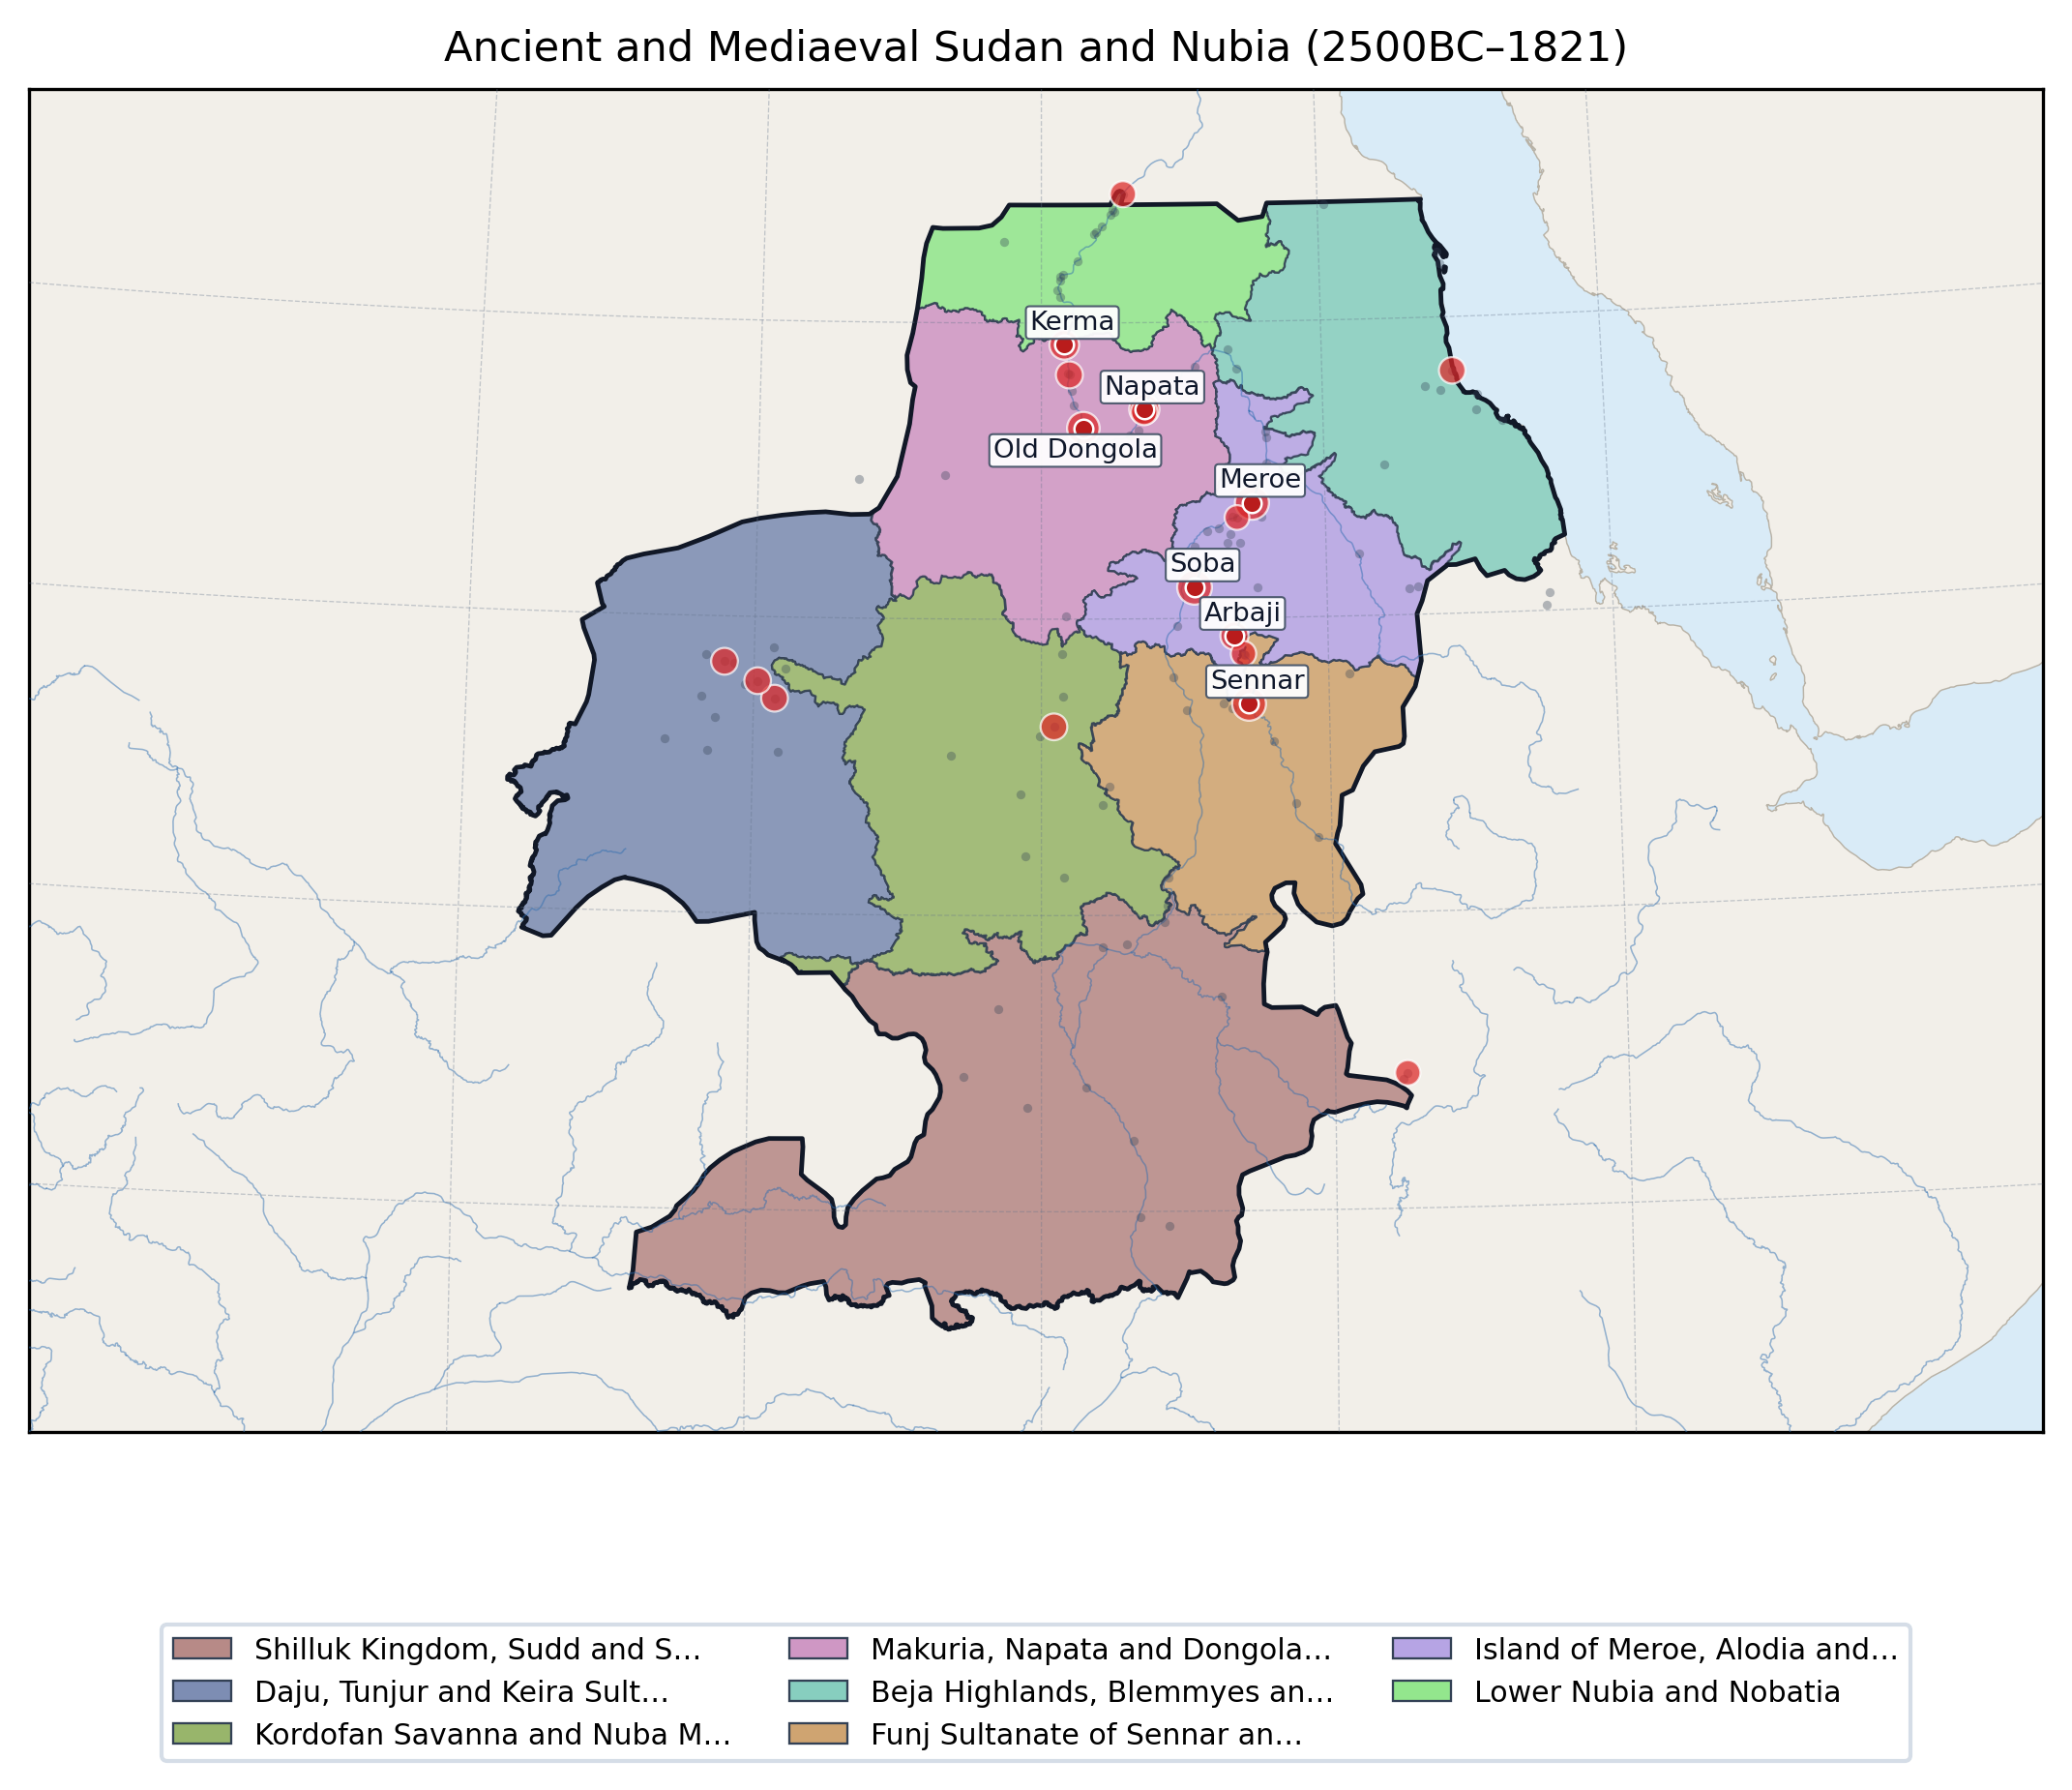 Ancient and Mediaeval Sudan and Nubia (2500BC–1821)
Kerma
Napata
Old Dongola
Meroe
Soba
Arbaji
Sennar
Shilluk Kingdom, Sudd and S...
Daju, Tunjur and Keira Sult...
Kordofan Savanna and Nuba M...
Makuria, Napata and Dongola...
Beja Highlands, Blemmyes an...
Funj Sultanate of Sennar an...
Island of Meroe, Alodia and...
Lower Nubia and Nobatia